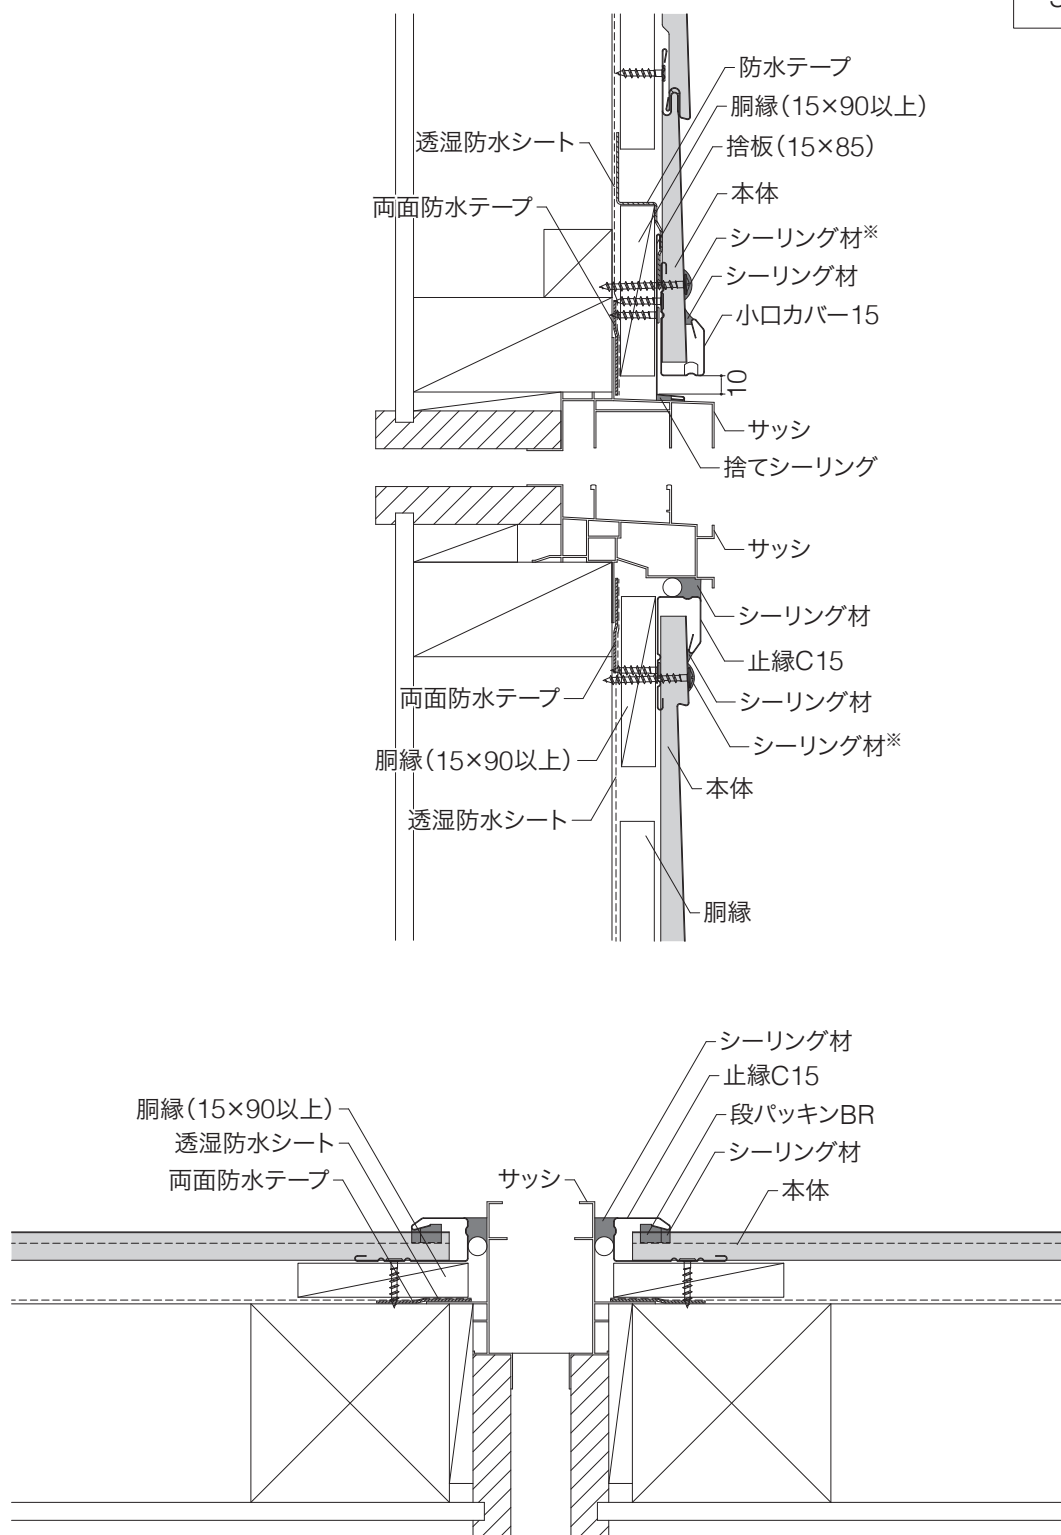 防水テープ
胴縁（15×90以上）
透湿防水シート
捨板（15×85）
本体
両面防水テープ
シーリング材※
シーリング材
小口カバー15
10
サッシ
捨てシーリング
サッシ
シーリング材
止縁C15
両面防水テープ
シーリング材
シーリング材※
胴縁（15×90以上）
本体
透湿防水シート
胴縁
シーリング材
止縁C15
胴縁（15×90以上）
段パッキンBR
透湿防水シート
シーリング材
両面防水テープ
サッシ
本体